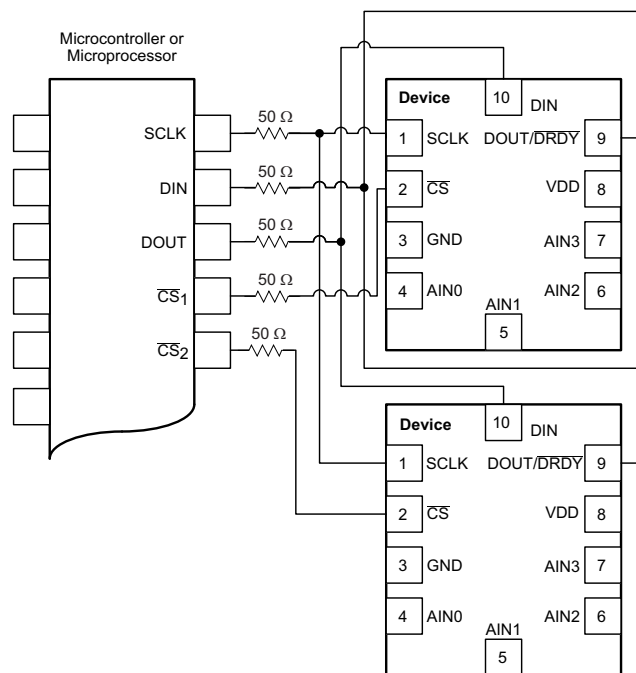 Microcontroller or
Microprocessor
SCLK
DIN
DOUT
CS1
CS2
50 Ω
50 Ω
50 Ω
50 Ω
50 Ω
Device
10
DIN
1
SCLK
DOUT/DRDY
9
2
CS
VDD
8
3
GND
AIN3
7
4
AIN0
AIN2
6
AIN1
5
Device
10
DIN
1
SCLK
DOUT/DRDY
9
2
CS
VDD
8
3
GND
AIN3
7
4
AIN0
AIN2
6
AIN1
5